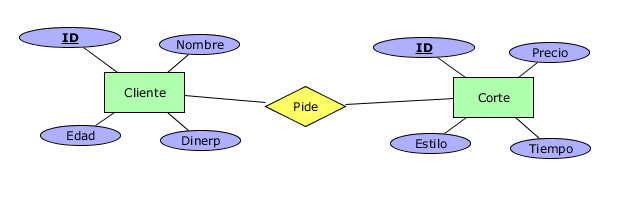 ID
Nombre
Cliente
Edad
Dinerp
Pide
ID
Precio
Corte
Estilo
Tiempo